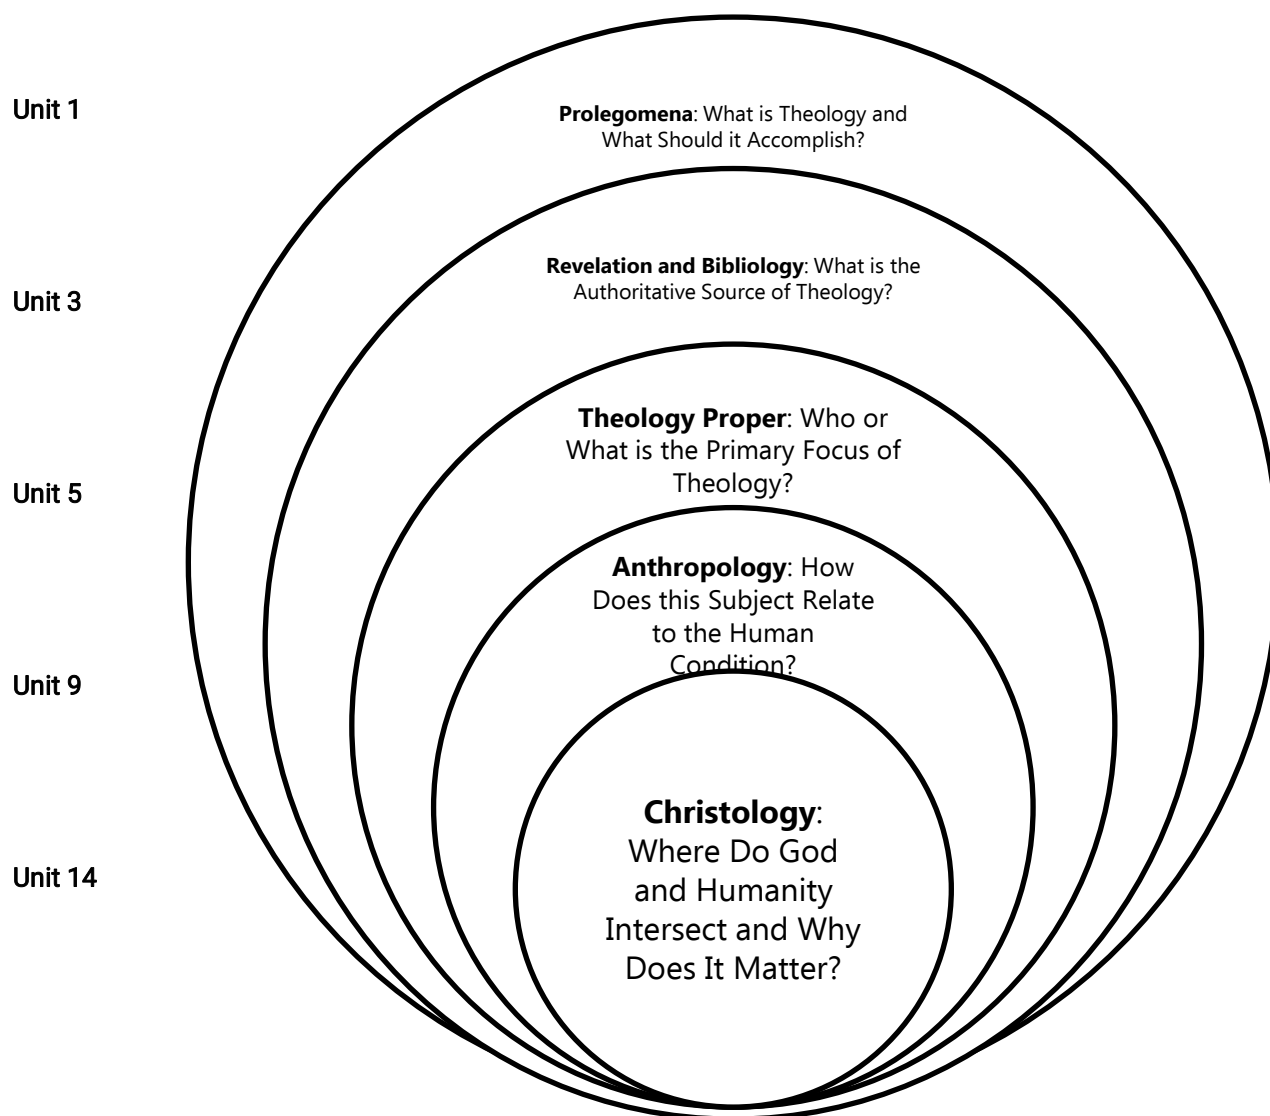 Unit 1
Prolegomena: What is Theology and
What Should it Accomplish?
Revelation and Bibliology: What is the
Authoritative Source of Theology?
Unit 3
Theology Proper: Who or
What is the Primary Focus of
Theology?
Unit 5
Anthropology: How
Does this Subject Relate
to the Human
Condition?
Unit 9
Christology:
Where Do God
and Humanity
Intersect and Why
Does It Matter?
Unit 14